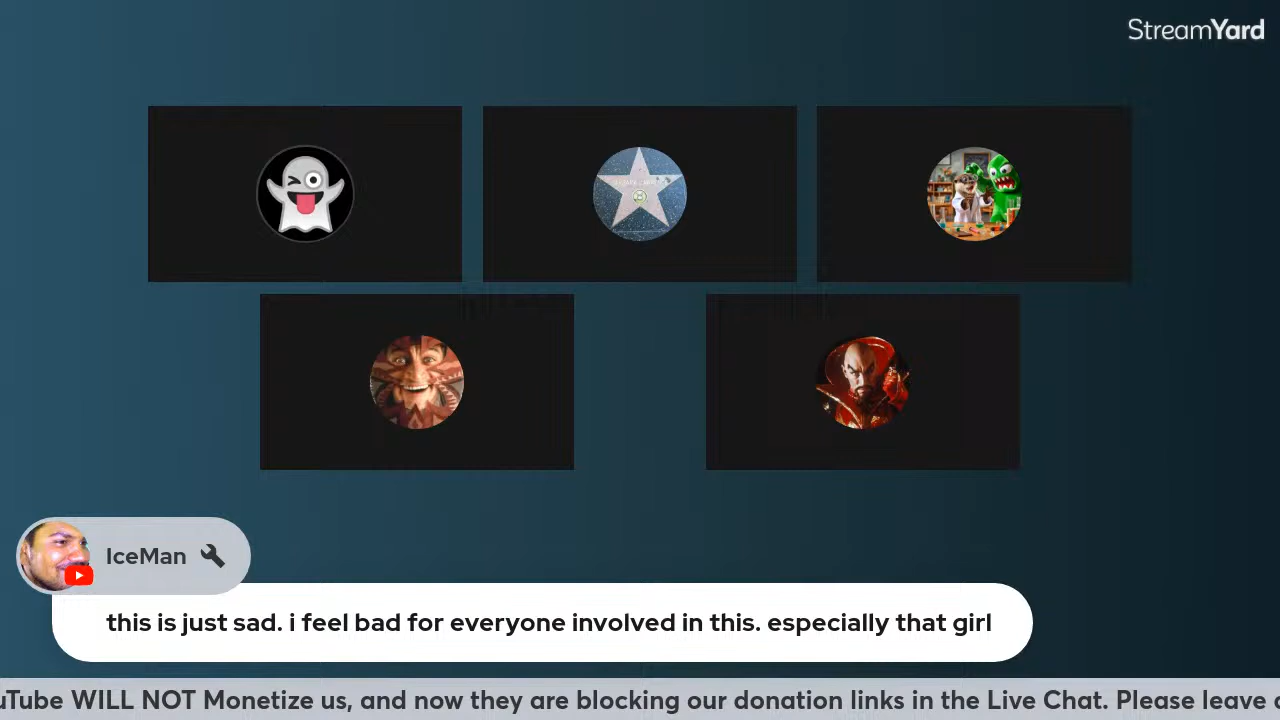 StreamYard
IceMan
this is just sad. i feel bad for everyone involved in this. especially that girl
uTube WILL NOT Monetize us, and now they are blocking our donation links in the Live Chat. Please leave